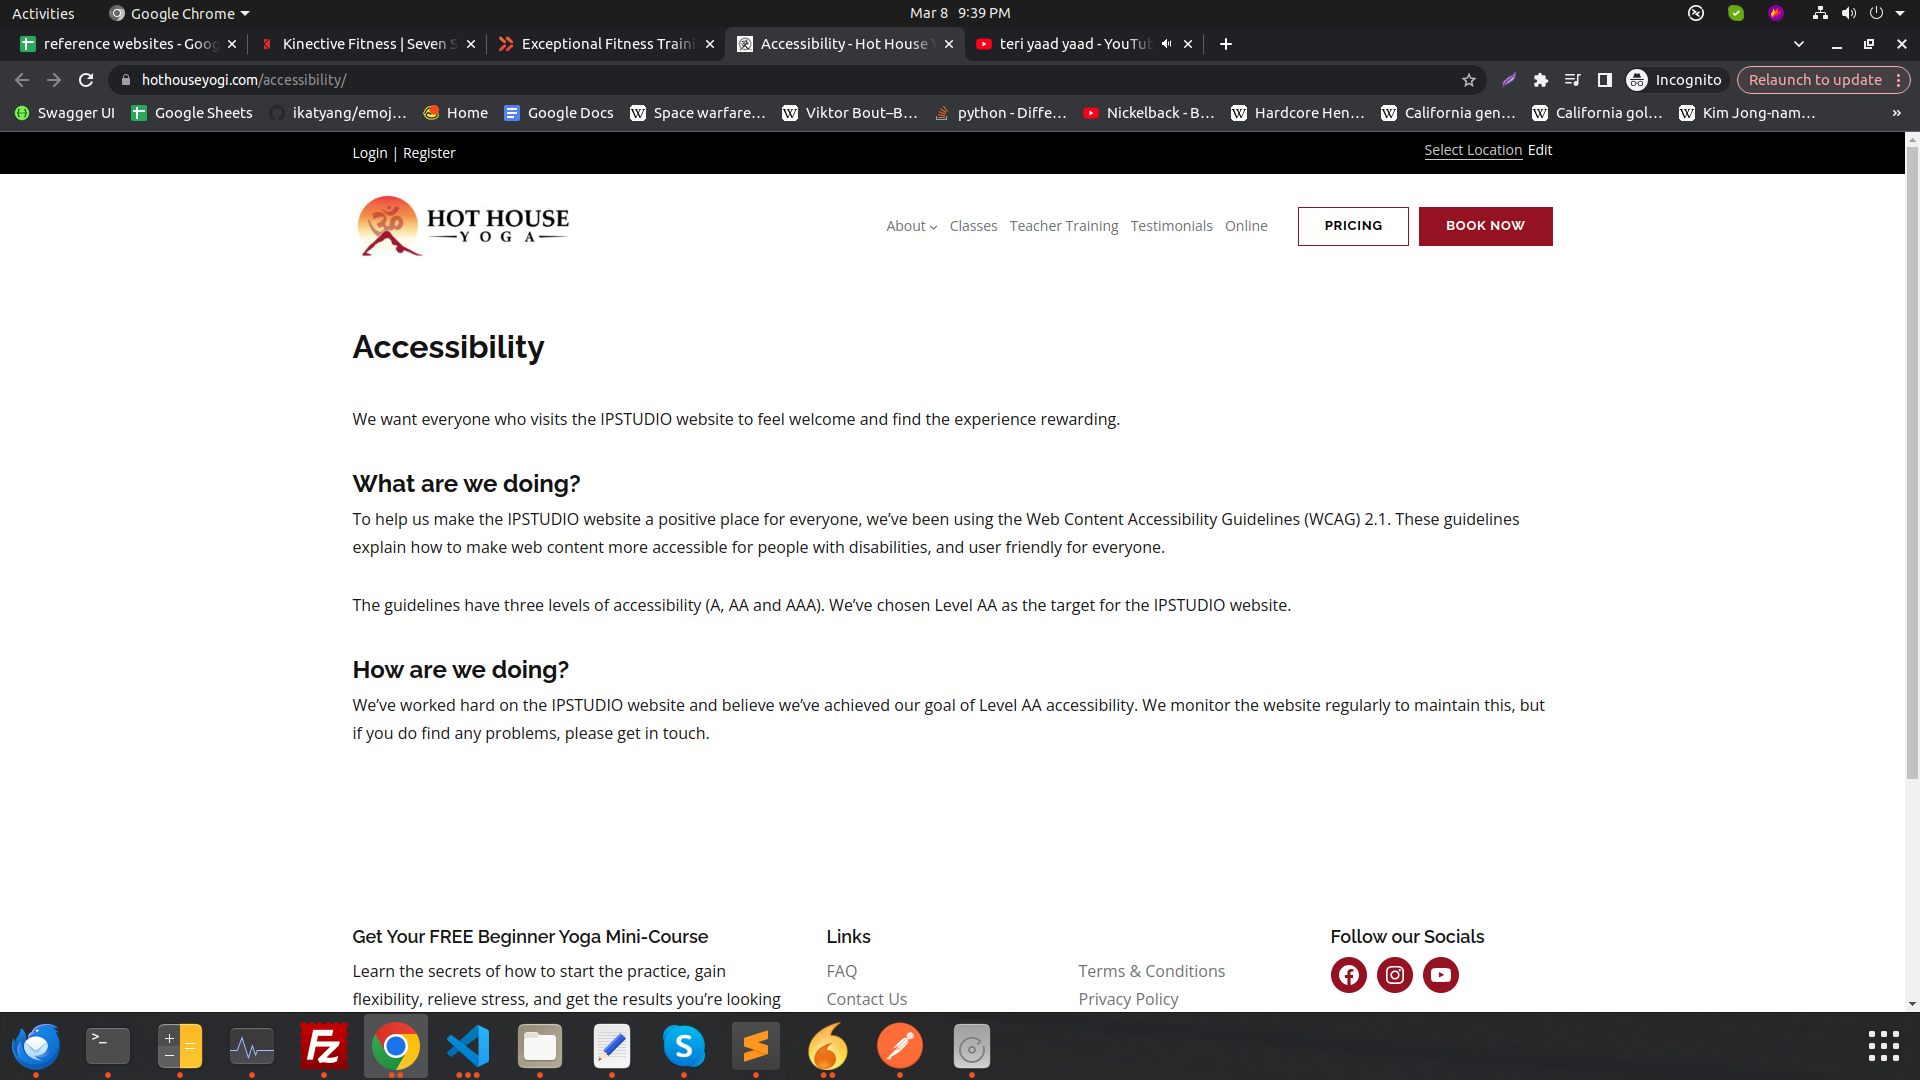 Activities
Google Chrome
Mar 8 9:39 PM
reference websites - Goog
Kinective Fitness | Seven S
Exceptional Fitness Traini
Accessibility - Hot House Y
teri yaad yaad - YouTub
hothouseyogi.com/accessibility/
Incognito
Relaunch to update
Swagger UI
Google Sheets
ikatyang/emoj…
Home
Google Docs
Space warfare…
Viktor Bout–B…
python - Diffe…
Nickelback - B…
Hardcore Hen…
California gen…
California gol…
Kim Jong-nam…
»
Login | Register
Select Location Edit
HOT HOUSE
YOGA
About
Classes
Teacher Training
Testimonials
Online
PRICING
BOOK NOW
Accessibility
We want everyone who visits the IPSTUDIO website to feel welcome and find the experience rewarding.
What are we doing?
To help us make the IPSTUDIO website a positive place for everyone, we’ve been using the Web Content Accessibility Guidelines (WCAG) 2.1. These guidelines
explain how to make web content more accessible for people with disabilities, and user friendly for everyone.
The guidelines have three levels of accessibility (A, AA and AAA). We’ve chosen Level AA as the target for the IPSTUDIO website.
How are we doing?
We’ve worked hard on the IPSTUDIO website and believe we’ve achieved our goal of Level AA accessibility. We monitor the website regularly to maintain this, but
if you do find any problems, please get in touch.
Get Your FREE Beginner Yoga Mini-Course
Learn the secrets of how to start the practice, gain
flexibility, relieve stress, and get the results you’re looking
Links
FAQ
Contact Us
Terms & Conditions
Privacy Policy
Follow our Socials